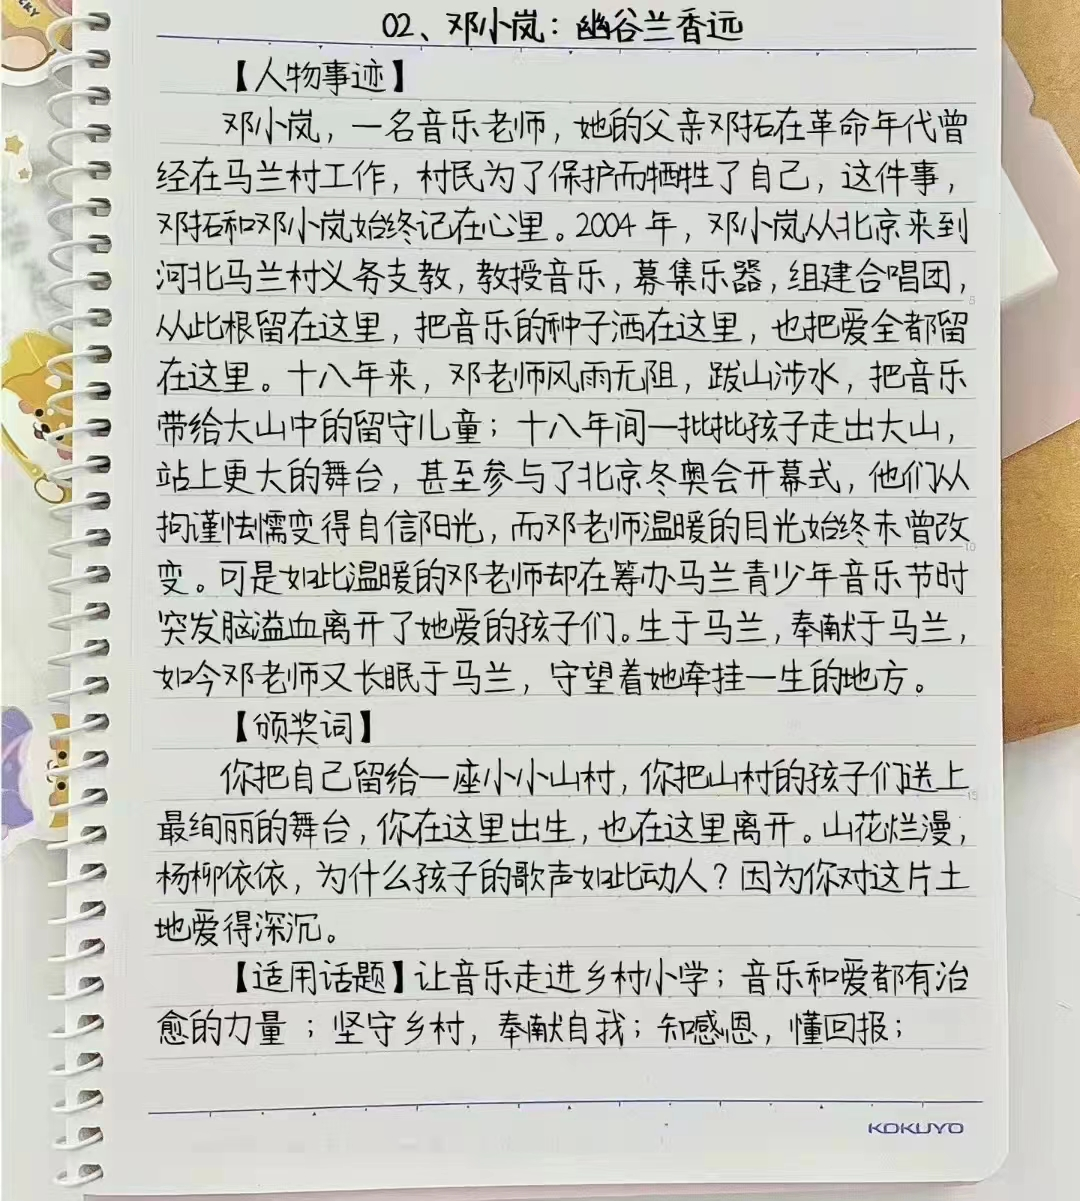 02、邓小岚：幽谷兰香远
【人物事迹】
邓小岚，一名音乐老师，她的父亲邓拓在革命年代曾
经在马兰村工作，村民为了保护而牺牲了自己，这件事，
邓拓和邓小岚始终记在心里。2004年，邓小岚从北京来到
河北马兰村义务支教，教授音乐，募集乐器，组建合唱团，
从此根留在这里，把音乐的种子洒在这里，也把爱全都留
在这里。十八年来，邓老师风雨无阻，跋山涉水，把音乐
带给大山中的留守儿童；十八年间一批批孩子走出大山，
站上更大的舞台，甚至参与了北京冬奥会开幕式，他们从
拘谨怯懦变得自信阳光，而邓老师温暖的目光始终未曾改
变。可是如此温暖的邓老师却在筹办马兰青少年音乐节时
突发脑溢血离开了她爱的孩子们。生于马兰，奉献于马兰，
如今邓老师又长眠于马兰，守望着她牵挂一生的地方。
【颁奖词】
你把自己留给一座小小山村，你把山村的孩子们送上
最绚丽的舞台，你在这里出生，也在这里离开。山花烂漫，
杨柳依依，为什么孩子的歌声如此动人？因为你对这片土
地爱得深沉。
【适用话题】让音乐走进乡村小学；音乐和爱都有治
愈的力量；坚守乡村，奉献自我；知感恩，懂回报；
5
10
15
KOKUYO